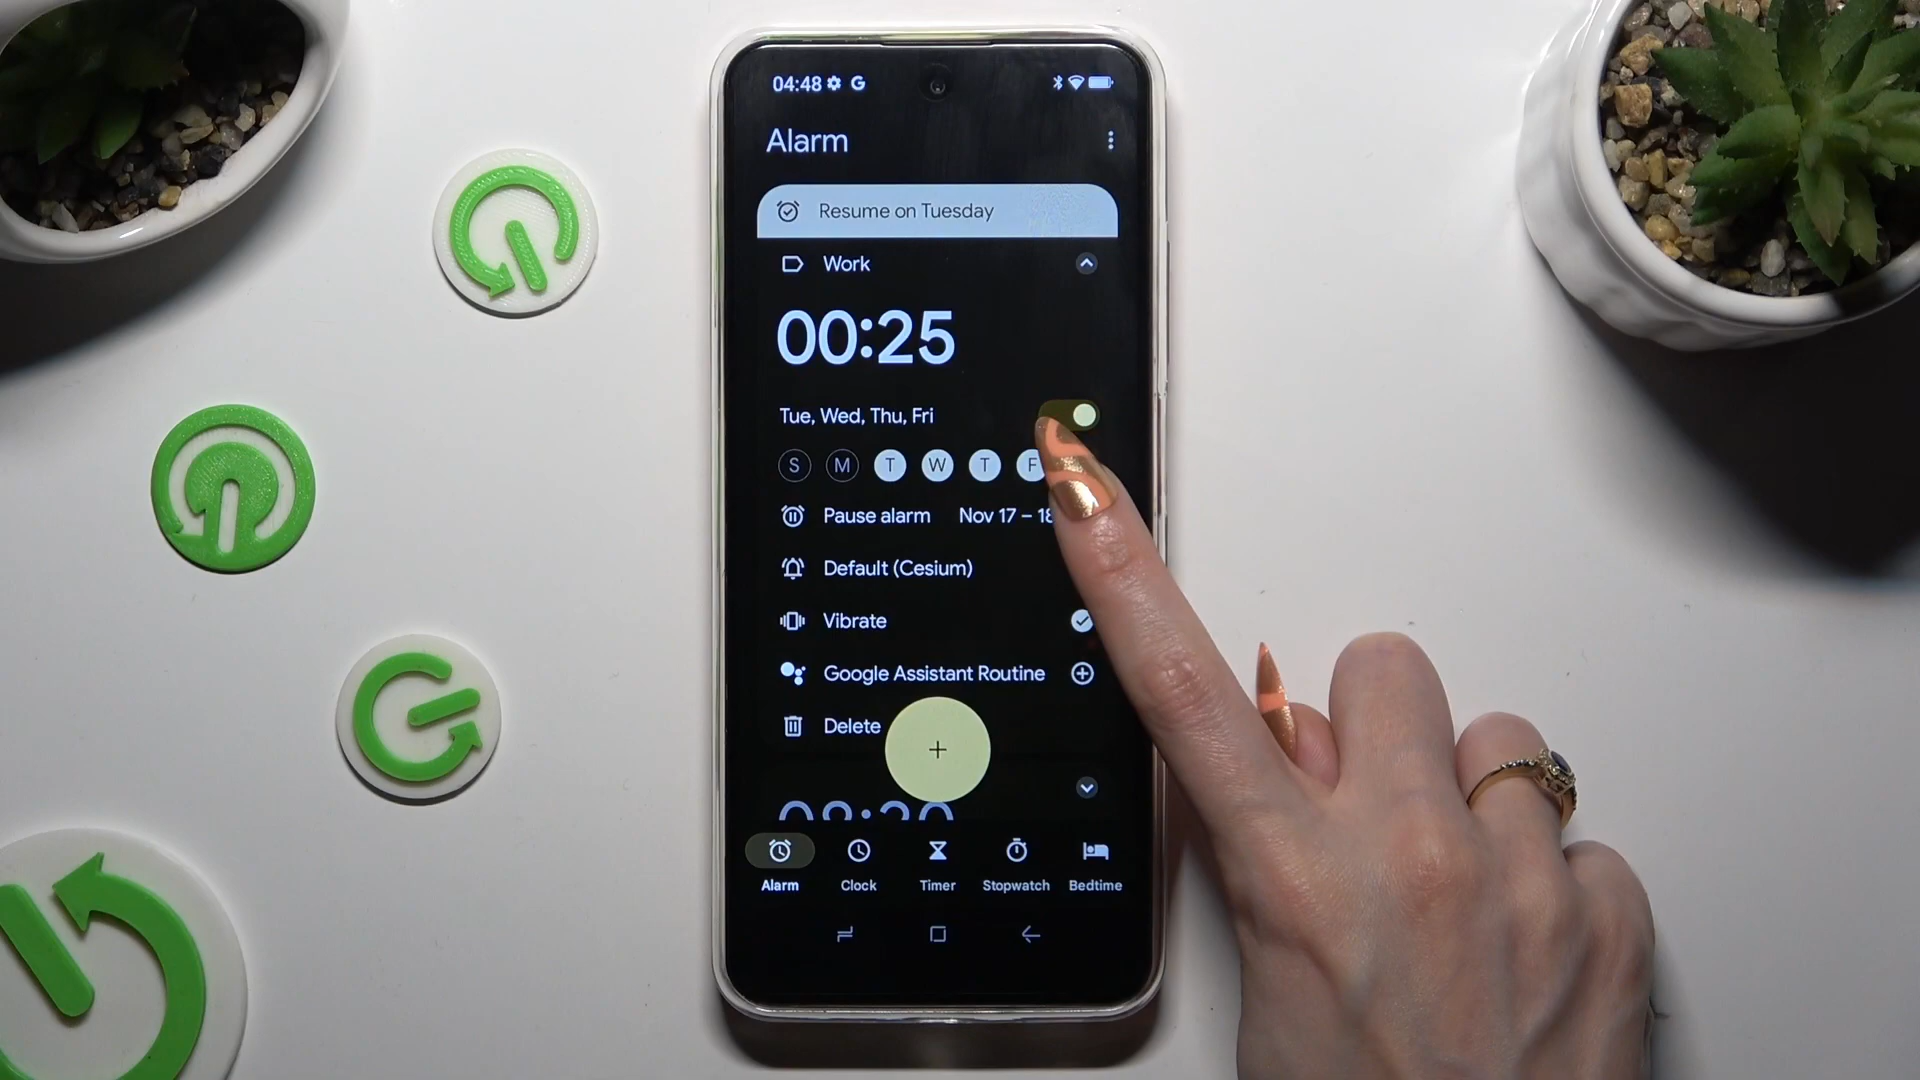 04:48 G
Alarm
Resume on Tuesday
Work
00:25
Tue, Wed, Thu, Fri
S M T W T F
Pause alarm Nov 17 – 18
Default (Cesium)
Vibrate
Google Assistant Routine
Delete
+
Alarm Clock Timer Stopwatch Bedtime